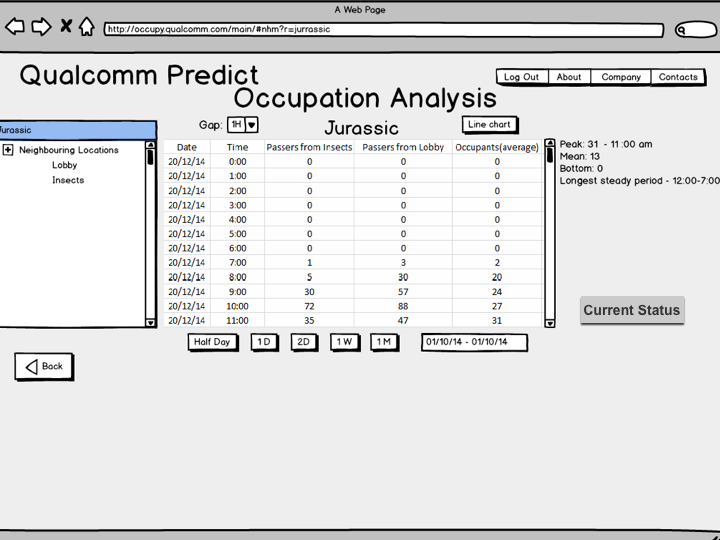 A Web Page
http://occupy.qualcomm.com/main/#nhm?r=jurrassic
Qualcomm Predict
Log Out About Company Contacts
Occupation Analysis
Jurassic
Gap: 1H
Jurassic
Line chart
Neighbouring Locations
Lobby
Insects
Date Time Passers from Insects Passers from Lobby Occupants(average)
20/12/14 0:00 0 0 0
20/12/14 1:00 0 0 0
20/12/14 2:00 0 0 0
20/12/14 3:00 0 0 0
20/12/14 4:00 0 0 0
20/12/14 5:00 0 0 0
20/12/14 6:00 0 0 0
20/12/14 7:00 1 3 2
20/12/14 8:00 5 30 20
20/12/14 9:00 30 57 24
20/12/14 10:00 72 88 27
20/12/14 11:00 35 47 31
Peak: 31 - 11:00 am
Mean: 13
Bottom: 0
Longest steady period - 12:00-7:00
Current Status
Half Day 1 D 2D 1 W 1 M 01/10/14 - 01/10/14
Back